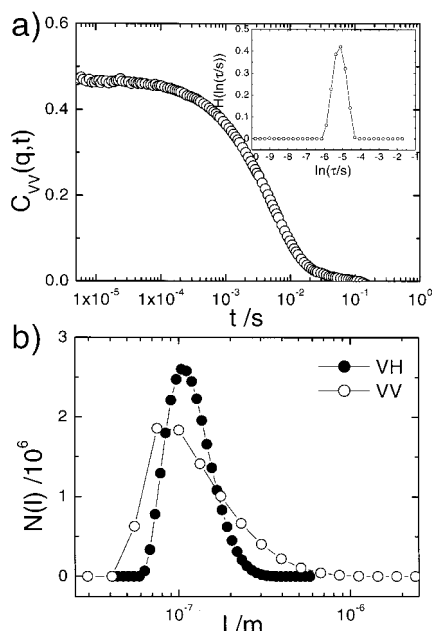 a)
0.6
0.4
0.2
0.0
C_VV(q,t)
1x10^-5 1x10^-4 10^-3 10^-2 10^-1 10^0
t /s
0.5
0.4
0.3
0.2
0.1
0
H(ln(τ/s)
-10 -9 -8 -7 -6 -5 -4 -3 -2 -1
ln(τ/s)
b)
3
2
1
0
N(l) /10^6
VH
VV
10^-7 10^-6
l /m